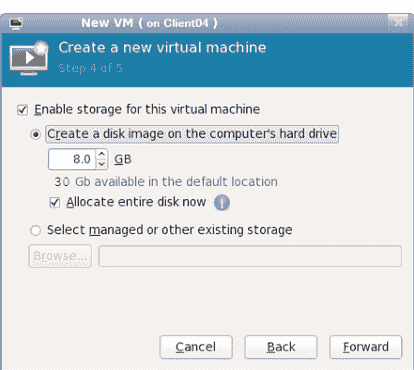 New VM ( on Client04 )
Create a new virtual machine
Step 4 of 5
Enable storage for this virtual machine
Create a disk image on the computer's hard drive
8.0 GB
30 Gb available in the default location
Allocate entire disk now
Select managed or other existing storage
Browse...
Cancel Back Forward